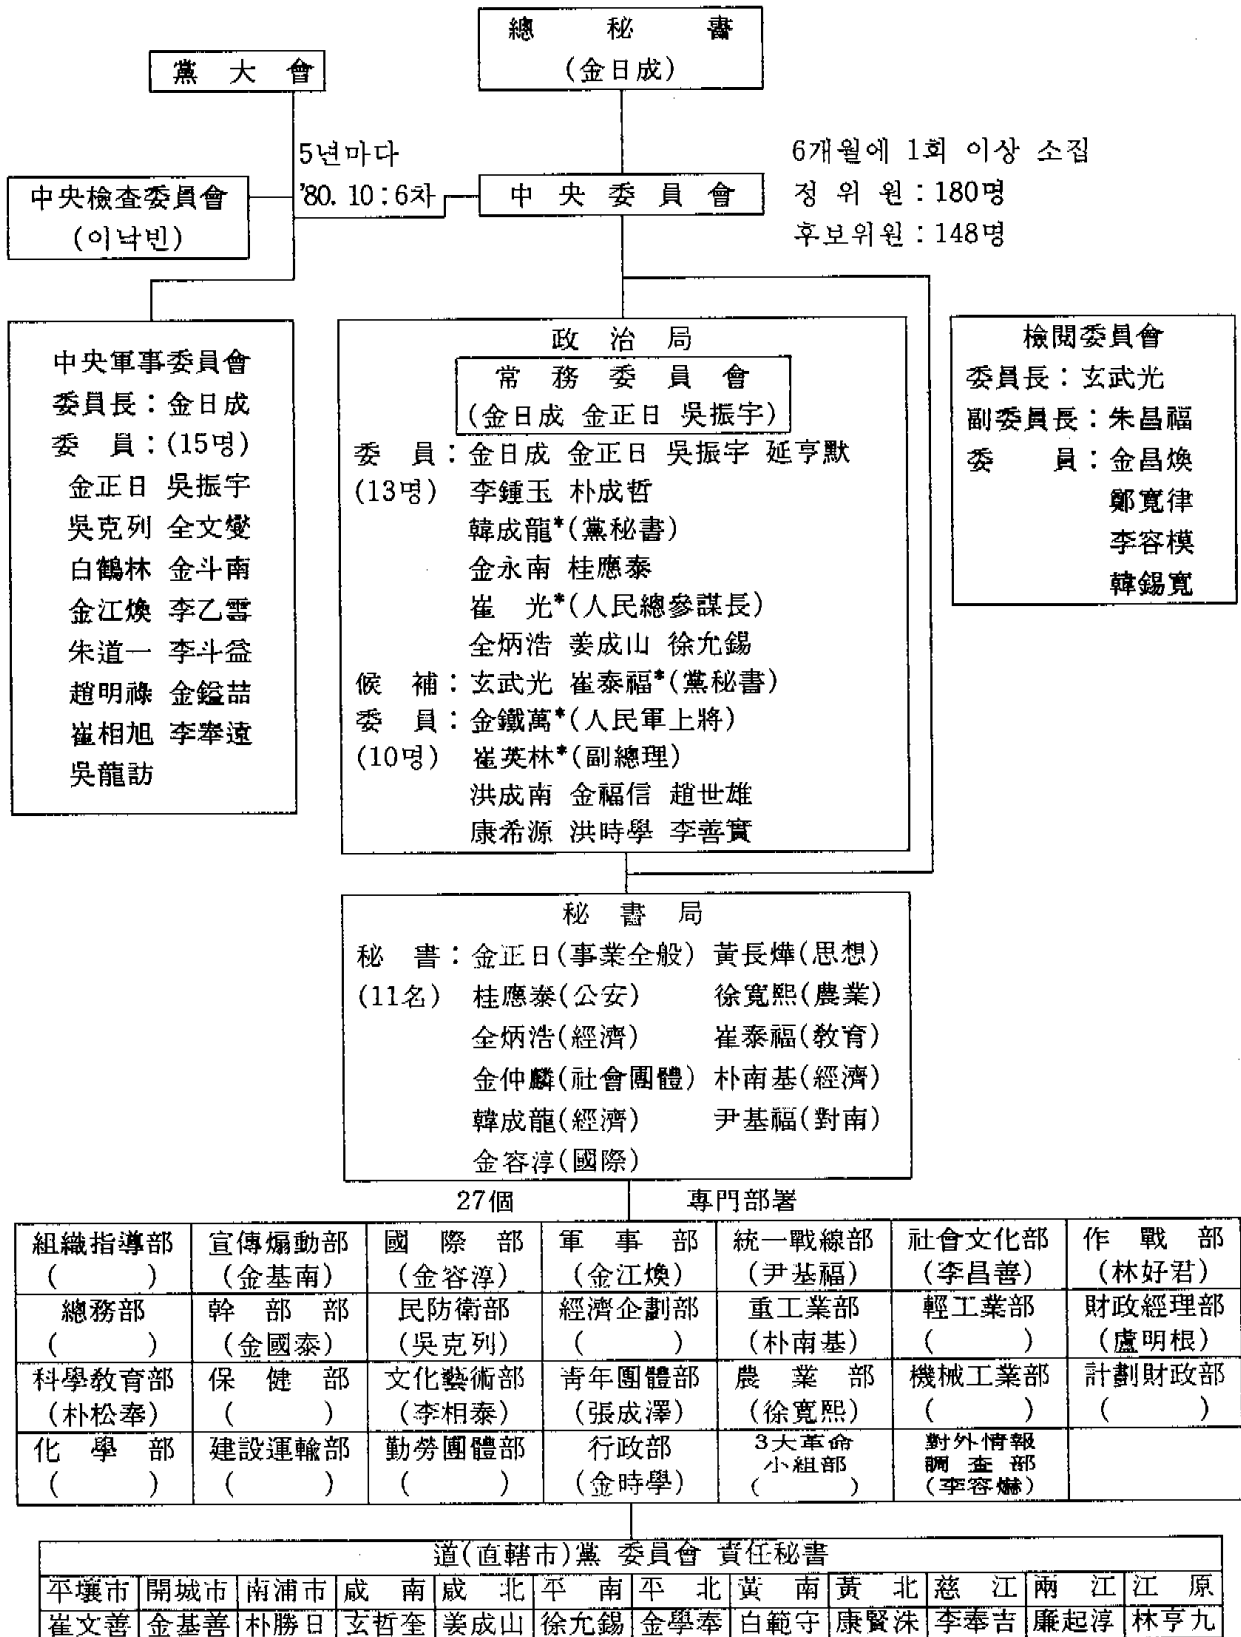 總秘書
(金日成)
黨大會
5년마다
'80. 10 : 6차
6개월에 1회 이상 소집
정 위 원 : 180명
후보위원 : 148명
中央檢査委員會
(이낙빈)
中央委員會
中央軍事委員會
委員長 : 金日成
委 員 : (15명)
金正日 吳振宇
吳克列 全文燮
白鶴林 金斗南
金江煥 李乙雪
朱道一 李斗益
趙明祿 金鎰喆
崔相旭 李奉遠
吳龍訪
政治局
常務委員會
(金日成 金正日 吳振宇)
委 員 : 金日成 金正日 吳振宇 延亨默
(13명) 李鍾玉 朴成哲
韓成龍*(黨秘書)
金永南 桂應泰
崔 光*(人民總參謀長)
全炳浩 姜成山 徐允錫
候 補 : 玄武光 崔泰福*(黨秘書)
委 員 : 金鐵萬*(人民軍上將)
(10명) 崔英林*(副總理)
洪成南 金福信 趙世雄
康希源 洪時學 李善實
檢閱委員會
委員長 : 玄武光
副委員長 : 朱昌福
委 員 : 金昌煥
鄭寬律
李容模
韓錫寬
秘書局
秘 書 : 金正日(事業全般) 黃長燁(思想)
(11名) 桂應泰(公安) 徐寬熙(農業)
全炳浩(經濟) 崔泰福(教育)
金仲麟(社會團體) 朴南基(經濟)
韓成龍(經濟) 尹基福(對南)
金容淳(國際)
27個 專門部署
組織指導部 宣傳煽動部 國際部 軍事部 統一戰線部 社會文化部 作戰部
( ) (金基南) (金容淳) (金江煥) (尹基福) (李昌善) (林好君)
總務部 幹部部 民防衛部 經濟企劃部 重工業部 輕工業部 財政經理部
( ) (金國泰) (吳克列) ( ) (朴南基) ( ) (盧明根)
科學教育部 保健部 文化藝術部 靑年團體部 農業部 機械工業部 計劃財政部
(朴松奉) ( ) (李相泰) (張成澤) (徐寬熙) ( ) ( )
化學部 建設運輸部 勤勞團體部 行政部 3大革命 對外情報
小組部 調査部
( ) ( ) ( ) (金時學) ( ) (李容爀)
道(直轄市)黨 委員會 責任秘書
平壤市 開城市 南浦市 咸南 咸北 平南 平北 黃南 黃北 慈江 兩江 江原
崔文善 金基善 朴勝日 玄哲奎 姜成山 徐允錫 金學奉 白範守 康賢洙 李奉吉 廉起淳 林亨九